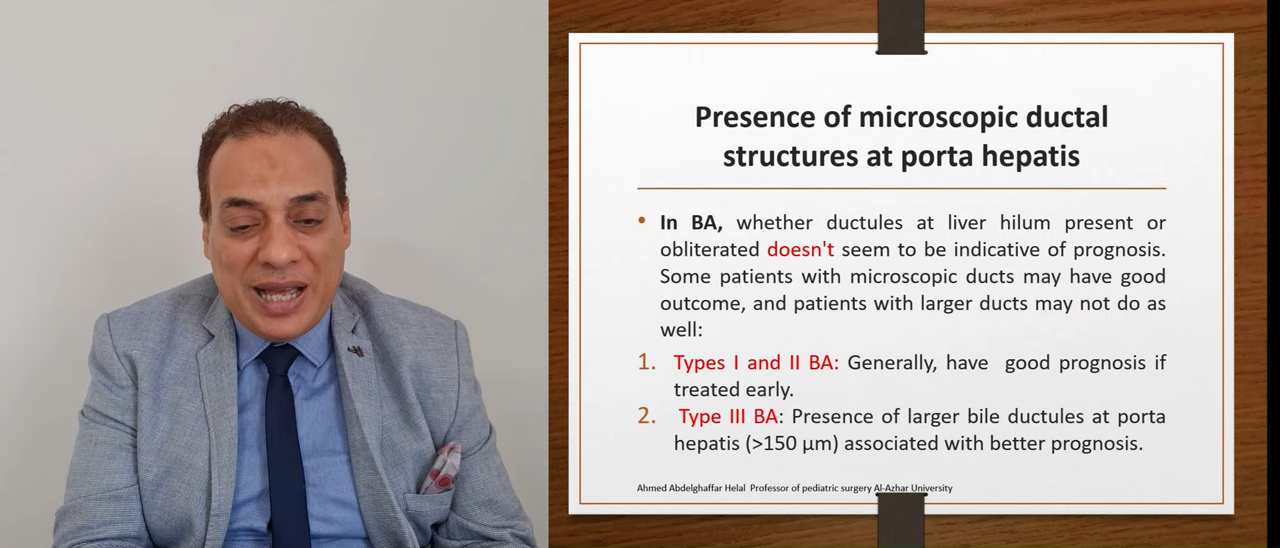 Presence of microscopic ductal
structures at porta hepatis
• In BA, whether ductules at liver hilum present or
obliterated doesn't seem to be indicative of prognosis.
Some patients with microscopic ducts may have good
outcome, and patients with larger ducts may not do as
well:
1. Types I and II BA: Generally, have good prognosis if
treated early.
2. Type III BA: Presence of larger bile ductules at porta
hepatis (>150 µm) associated with better prognosis.
Ahmed Abdelghaffar Helal Professor of pediatric surgery Al-Azhar University